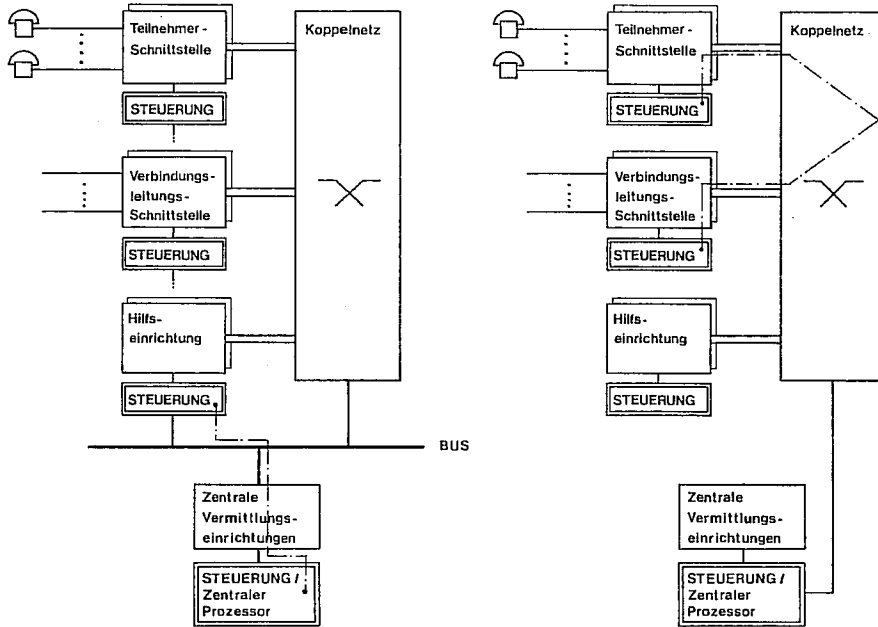 Teilnehmer-
Schnittstelle
STEUERUNG
Verbindungs-
leitungs-
Schnittstelle
STEUERUNG
Hilfs-
einrichtung
STEUERUNG
Koppelnetz
BUS
Zentrale
Vermittlungs-
einrichtungen
STEUERUNG /
Zentraler
Prozessor
Teilnehmer-
Schnittstelle
STEUERUNG
Verbindungs-
leitungs-
Schnittstelle
STEUERUNG
Hilfs-
einrichtung
STEUERUNG
Koppelnetz
Zentrale
Vermittlungs-
einrichtungen
STEUERUNG /
Zentraler
Prozessor